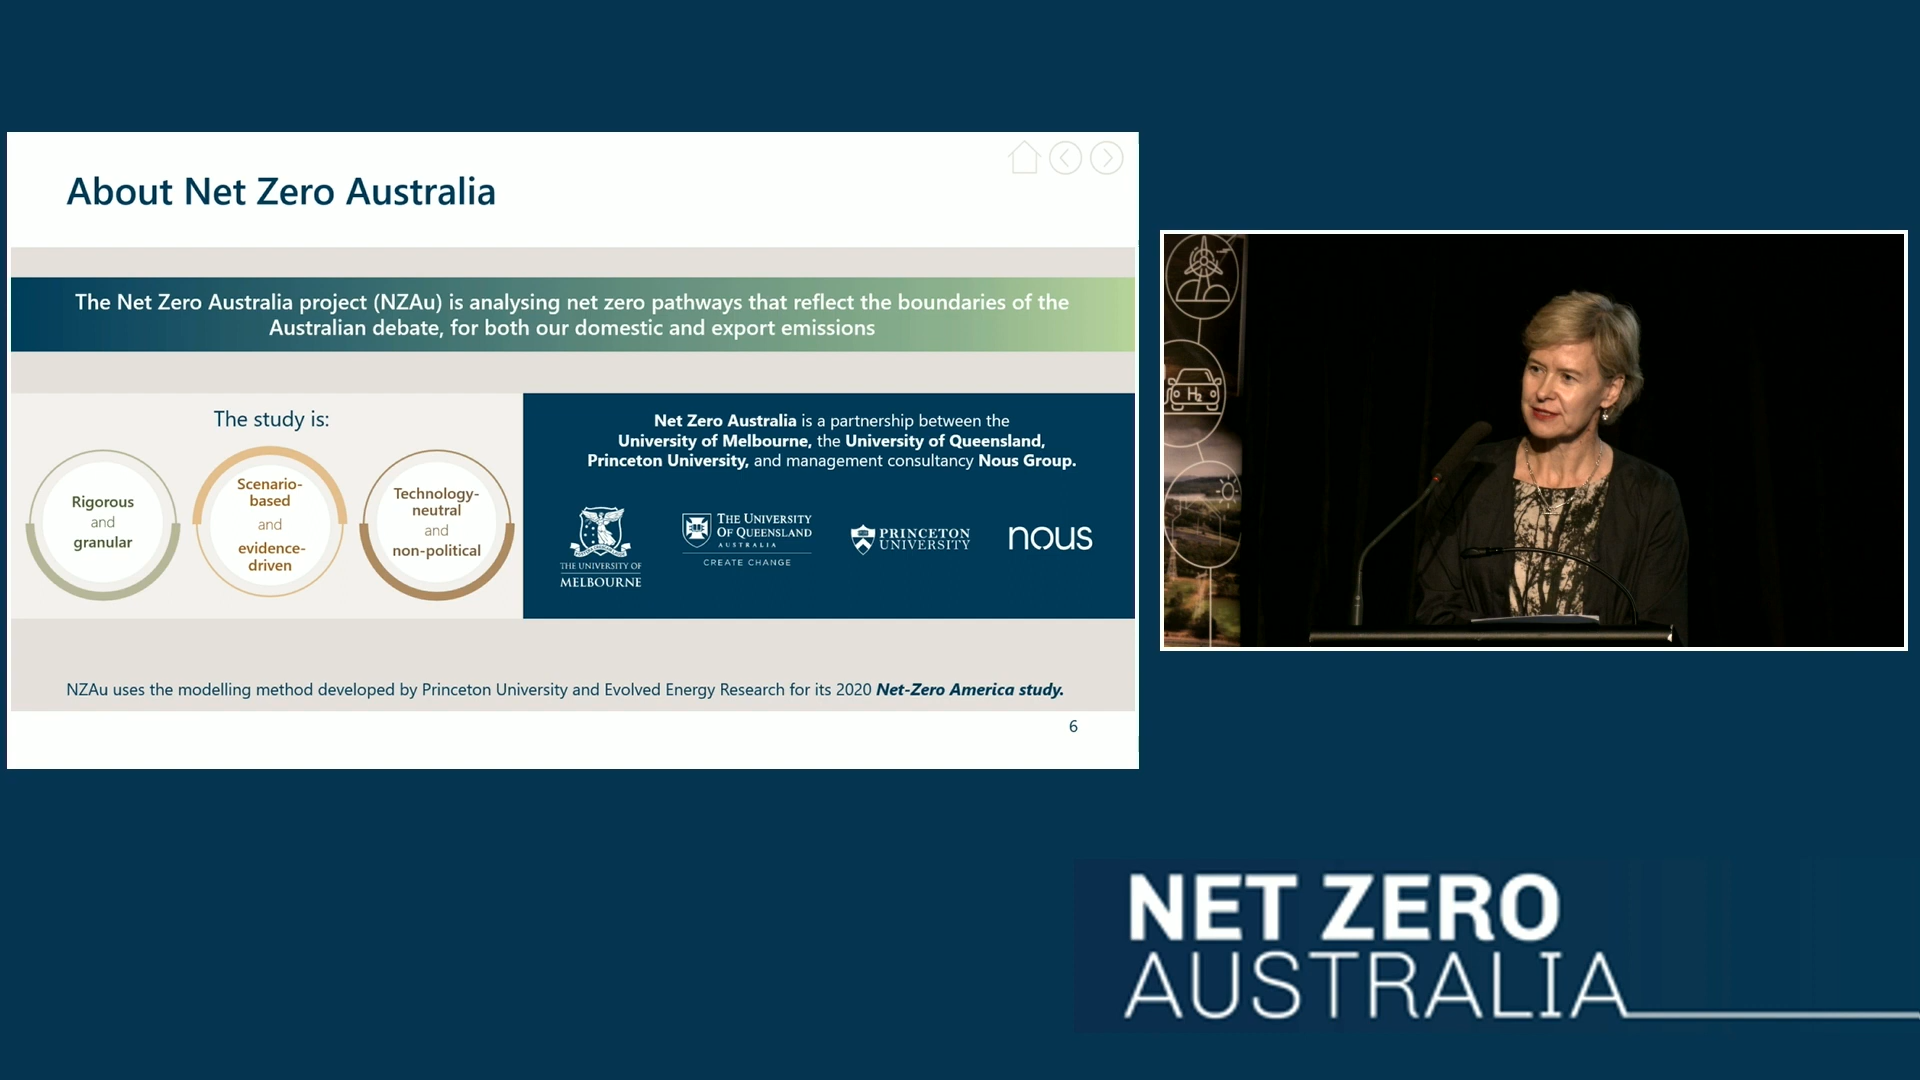 About Net Zero Australia
The Net Zero Australia project (NZAu) is analysing net zero pathways that reflect the boundaries of the
Australian debate, for both our domestic and export emissions
The study is:
Rigorous
and
granular
Scenario-
based
and
evidence-
driven
Technology-
neutral
and
non-political
Net Zero Australia is a partnership between the
University of Melbourne, the University of Queensland,
Princeton University, and management consultancy Nous Group.
THE UNIVERSITY OF
MELBOURNE
THE UNIVERSITY
OF QUEENSLAND
AUSTRALIA
CREATE CHANGE
PRINCETON
UNIVERSITY
nous
NZAu uses the modelling method developed by Princeton University and Evolved Energy Research for its 2020 Net-Zero America study.
6
H2
NET ZERO
AUSTRALIA